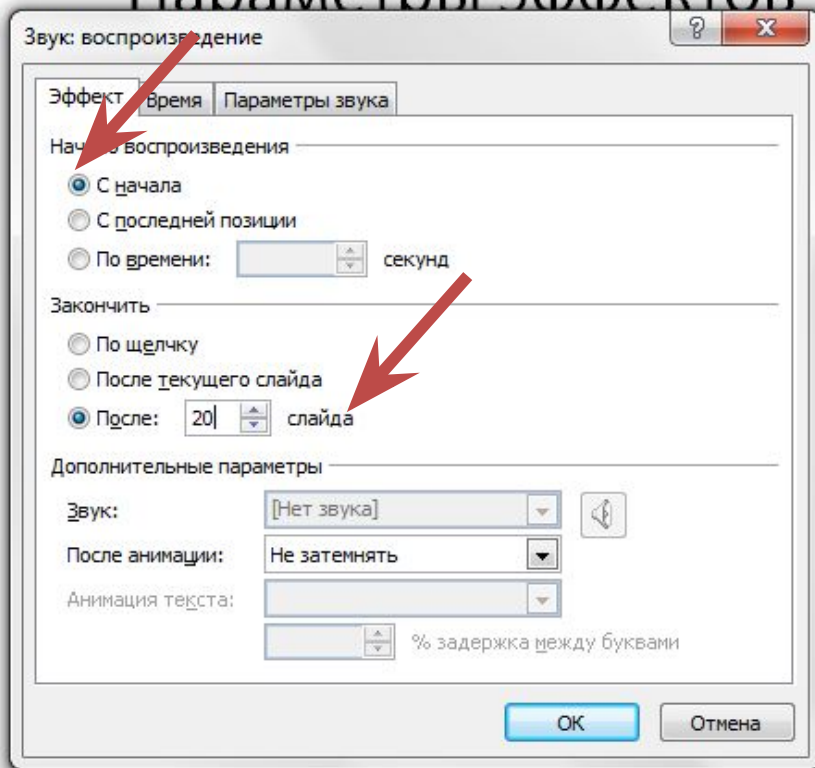 Параметры эффектов
Звук: воспроизведение
Эффект Время Параметры звука
Начало воспроизведения
С начала
С последней позиции
По времени: секунд
Закончить
По щелчку
После текущего слайда
После: 20 слайда
Дополнительные параметры
Звук: [Нет звука]
После анимации: Не затемнять
Анимация текста:
% задержка между буквами
ОК Отмена